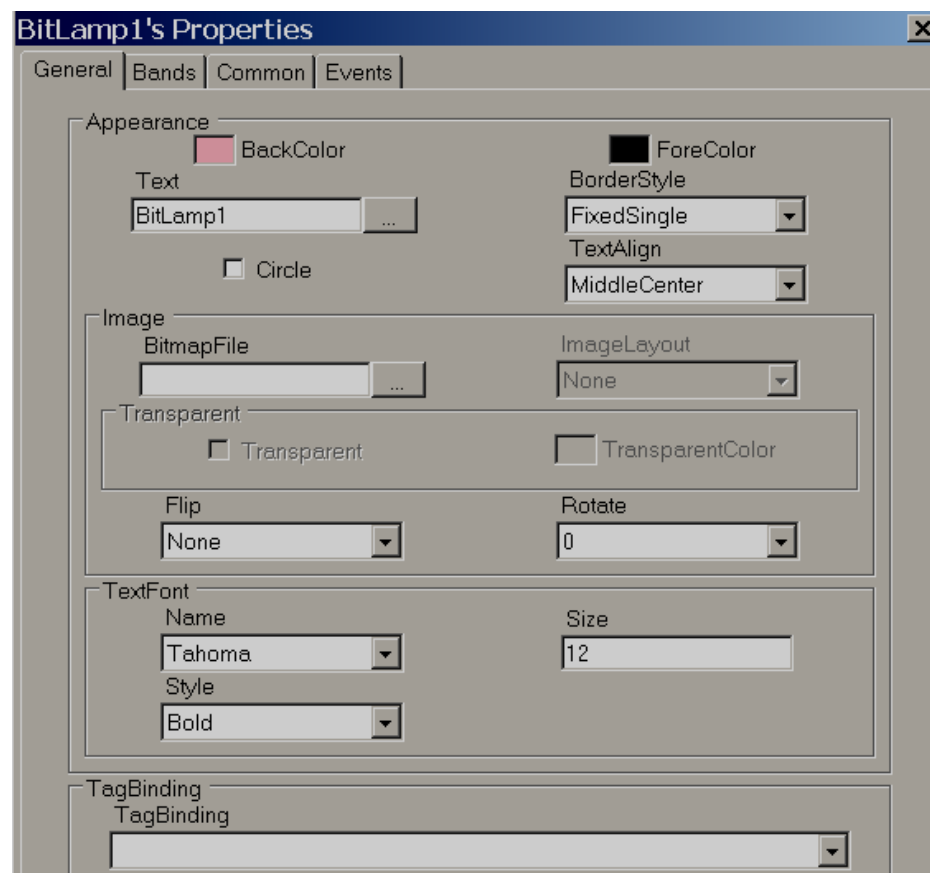 BitLamp1's Properties
General Bands Common Events
Appearance
BackColor ForeColor
Text BorderStyle
BitLamp1 ... FixedSingle
TextAlign
Circle MiddleCenter
Image
BitmapFile ImageLayout
... None
Transparent
Transparent TransparentColor
Flip Rotate
None 0
TextFont
Name Size
Tahoma 12
Style
Bold
TagBinding
TagBinding